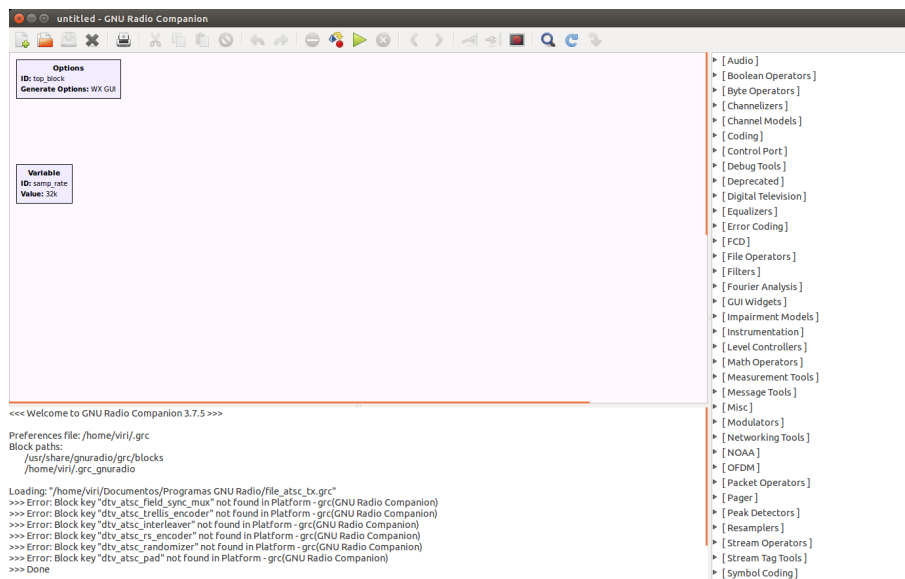 untitled - GNU Radio Companion
Options
ID: top_block
Generate Options: WX GUI
Variable
ID: samp_rate
Value: 32k
[ Audio ]
[ Boolean Operators ]
[ Byte Operators ]
[ Channelizers ]
[ Channel Models ]
[ Coding ]
[ Control Port ]
[ Debug Tools ]
[ Deprecated ]
[ Digital Television ]
[ Equalizers ]
[ Error Coding ]
[ FCD ]
[ File Operators ]
[ Filters ]
[ Fourier Analysis ]
[ GUI Widgets ]
[ Impairment Models ]
[ Instrumentation ]
[ Level Controllers ]
[ Math Operators ]
[ Measurement Tools ]
[ Message Tools ]
[ Misc ]
[ Modulators ]
[ Networking Tools ]
[ NOAA ]
[ OFDM ]
[ Packet Operators ]
[ Pager ]
[ Peak Detectors ]
[ Resamplers ]
[ Stream Operators ]
[ Stream Tag Tools ]
[ Symbol Coding ]
<<< Welcome to GNU Radio Companion 3.7.5 >>>
Preferences file: /home/viri/.grc
Block paths:
/usr/share/gnuradio/grc/blocks
/home/viri/.grc_gnuradio
Loading: "/home/viri/Documentos/Programas GNU Radio/file_atsc_tx.grc"
>>> Error: Block key "dtv_atsc_field_sync_mux" not found in Platform - grc(GNU Radio Companion)
>>> Error: Block key "dtv_atsc_trellis_encoder" not found in Platform - grc(GNU Radio Companion)
>>> Error: Block key "dtv_atsc_interleaver" not found in Platform - grc(GNU Radio Companion)
>>> Error: Block key "dtv_atsc_rs_encoder" not found in Platform - grc(GNU Radio Companion)
>>> Error: Block key "dtv_atsc_randomizer" not found in Platform - grc(GNU Radio Companion)
>>> Error: Block key "dtv_atsc_pad" not found in Platform - grc(GNU Radio Companion)
>>> Done